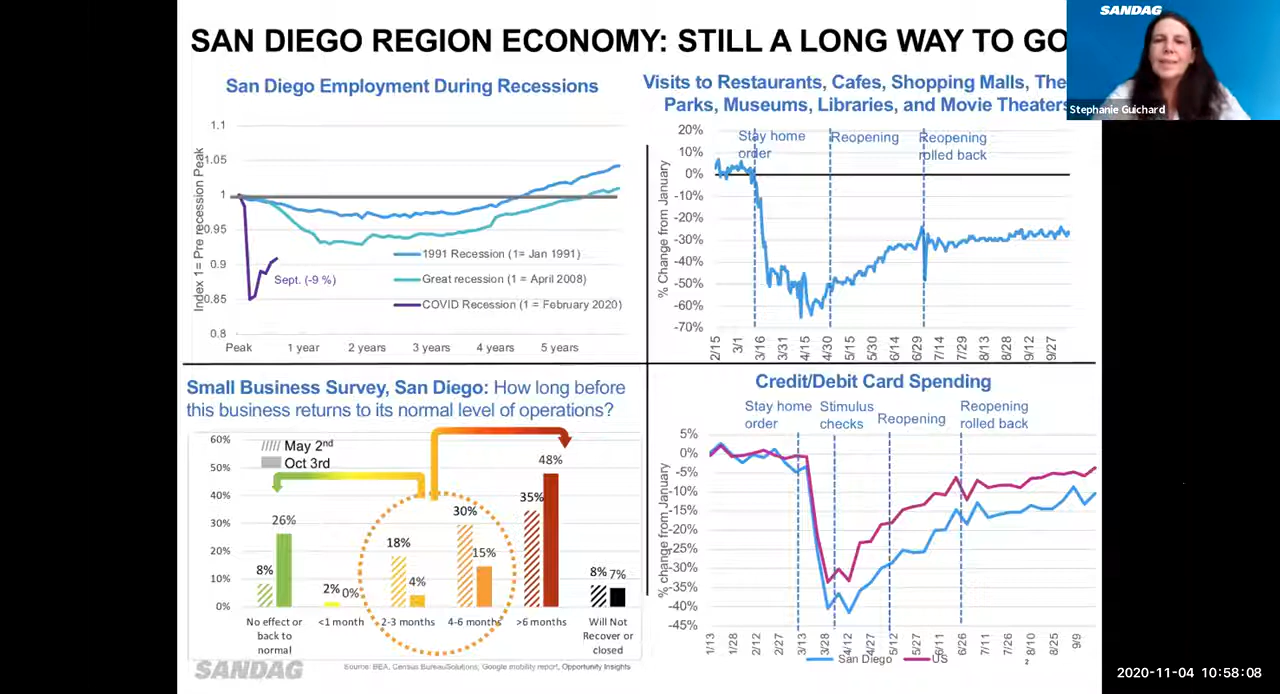 SANDAG
SAN DIEGO REGION ECONOMY: STILL A LONG WAY TO GO
Stephanie Guichard
San Diego Employment During Recessions
Index 1= Pre recession Peak
1.1
1.05
1
0.95
0.9
0.85
0.8
Sept. (-9 %)
1991 Recession (1= Jan 1991)
Great recession (1 = April 2008)
COVID Recession (1 = February 2020)
Peak 1 year 2 years 3 years 4 years 5 years
Visits to Restaurants, Cafes, Shopping Malls, The
Parks, Museums, Libraries, and Movie Theaters
% Change from January
20%
10%
0%
-10%
-20%
-30%
-40%
-50%
-60%
-70%
Stay home
order
Reopening
Reopening
rolled back
2/15 3/1 3/16 3/31 4/15 4/30 5/15 5/30 6/14 6/29 7/14 7/29 8/13 8/28 9/12 9/27
Small Business Survey, San Diego: How long before
this business returns to its normal level of operations?
60%
50%
40%
30%
20%
10%
0%
May 2nd
Oct 3rd
8% 26% 2% 0% 18% 4% 30% 15% 35% 48% 8% 7%
No effect or
back to
normal
<1 month
2-3 months
4-6 months
>6 months
Will Not
Recover or
closed
Credit/Debit Card Spending
% change from January
5%
0%
-5%
-10%
-15%
-20%
-25%
-30%
-35%
-40%
-45%
Stay home
order
Stimulus
checks
Reopening
Reopening
rolled back
1/13 1/28 2/12 2/27 3/13 3/28 4/12 4/27 5/12 5/27 6/11 6/26 7/11 7/26 8/10 8/25 9/9
San Diego US
SANDAG
Source: BEA, Census Bureau/Solutions; Google mobility report, Opportunity Insights
2
2020-11-04 10:58:08